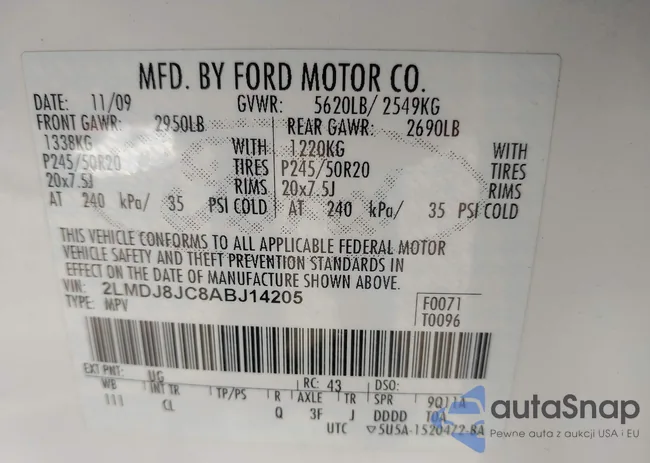 MFD. BY FORD MOTOR CO.
DATE: 11/09 GVWR: 5620LB/ 2549KG
FRONT GAWR: 2950LB REAR GAWR: 2690LB
1338KG WITH 1220KG WITH
P245/50R20 TIRES P245/50R20 TIRES
20x7.5J RIMS 20x7.5J RIMS
AT 240 kPa/ 35 PSI COLD AT 240 kPa/ 35 PSI COLD
THIS VEHICLE CONFORMS TO ALL APPLICABLE FEDERAL MOTOR
VEHICLE SAFETY AND THEFT PREVENTION STANDARDS IN
EFFECT ON THE DATE OF MANUFACTURE SHOWN ABOVE.
VIN: 2LMDJ8JC8ABJ14205
TYPE: MPV
F0071
T0096
EXT PNT: UG RC: 43 DSO:
WB INT TR TP/PS R AXLE TR SPR 9Q11A
111 CL Q 3F J DDDD T0A
UTC 5U5A-1520472-BA
autaSnap
Pewne auta z aukcji USA i EU